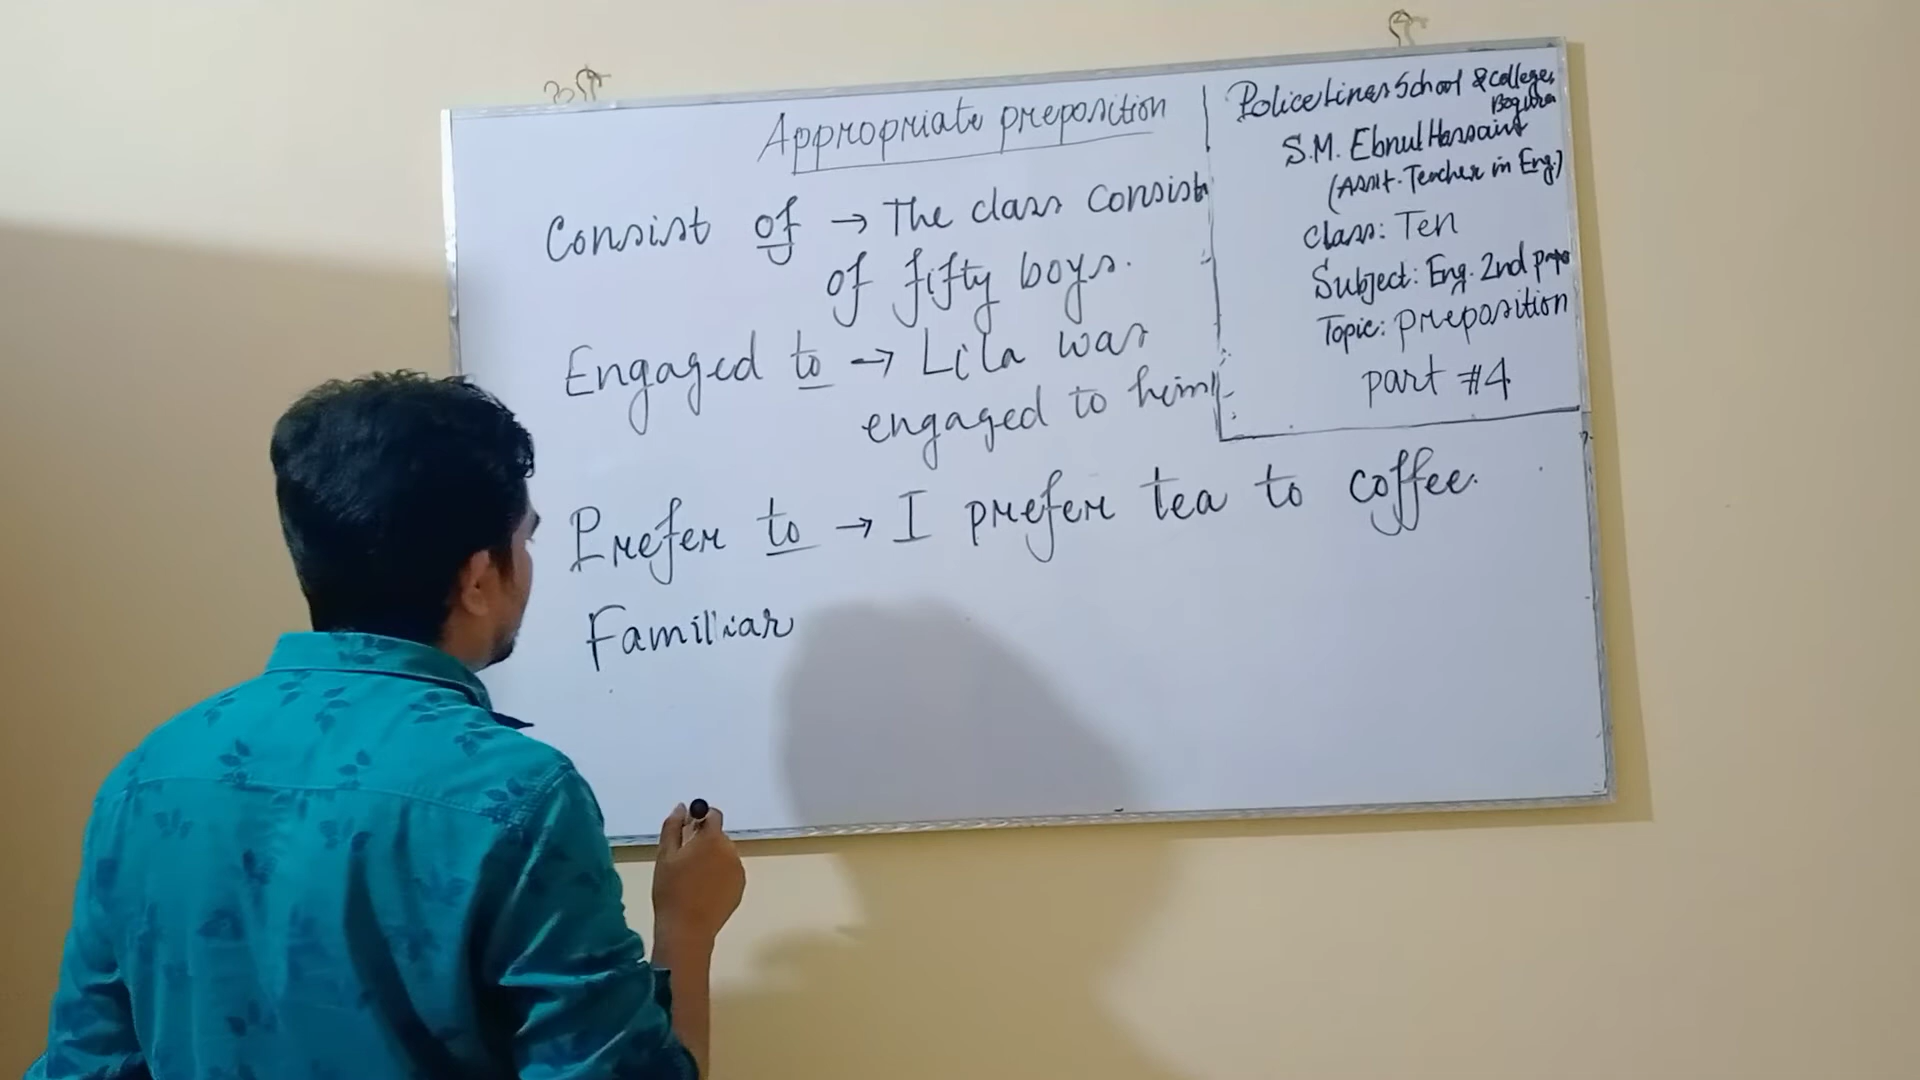 Appropriate preposition
Consist of → The class consists
of fifty boys.
Engaged to → Lila was
engaged to him
Prefer to → I prefer tea to coffee.
Familiar
Police Lines School & College,
Bogura
S.M. Ebnul Hossain
(Asst. Teacher in Eng.)
Class: Ten
Subject: Eng. 2nd paper
Topic: Preposition
part #4